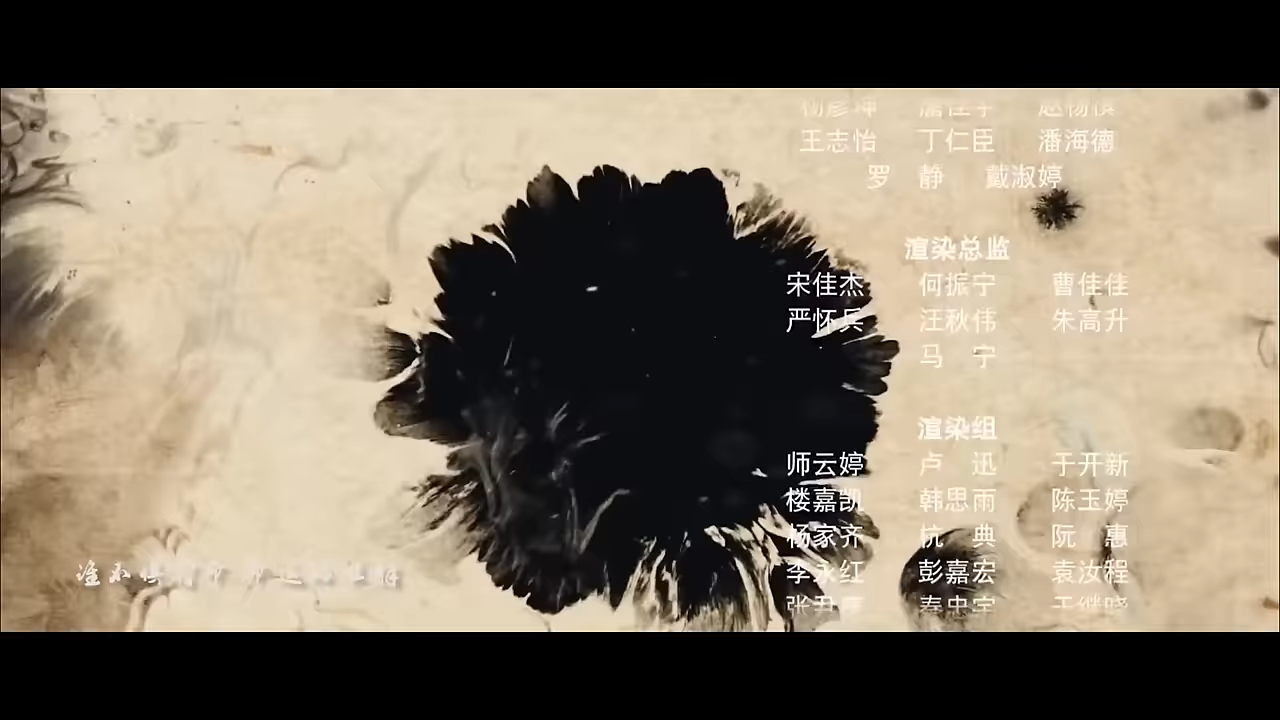 王志怡 丁仁臣 潘海德
罗 静 戴淑婷
渲染总监
宋佳杰 何振宁 曹佳佳
严怀兵 汪秋伟 朱高升
马 宁
渲染组
师云婷 卢 迅 于开新
楼嘉凯 韩思雨 陈玉婷
杨家齐 杭 典 阮 惠
李永红 彭嘉宏 袁汝程